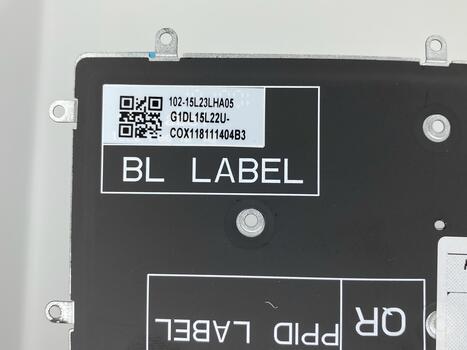 102-15L23LHA05
G1DL15L22U-
COX118111404B3
BL LABEL
PPID LABEL
QR